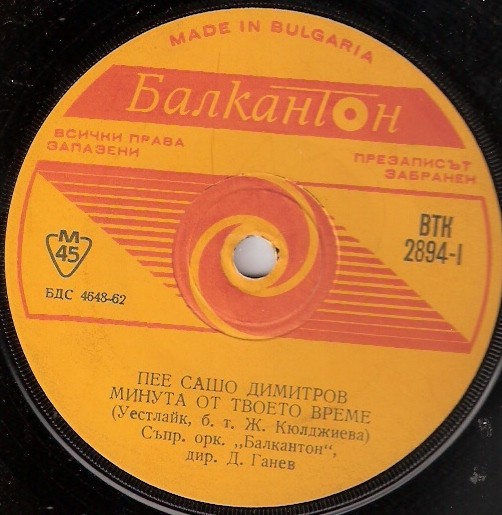 MADE IN BULGARIA
Балкантон
ВСИЧКИ ПРАВА
ЗАПАЗЕНИ
ПРЕЗАПИСЪТ
ЗАБРАНЕН
М
45
БДС 4648-62
ВТК
2894-I
ПЕЕ САШО ДИМИТРОВ
МИНУТА ОТ ТВОЕТО ВРЕМЕ
(Уестлайк, б. т. Ж. Кюлджиева)
Съпр. орк. „Балкантон",
дир. Д. Ганев